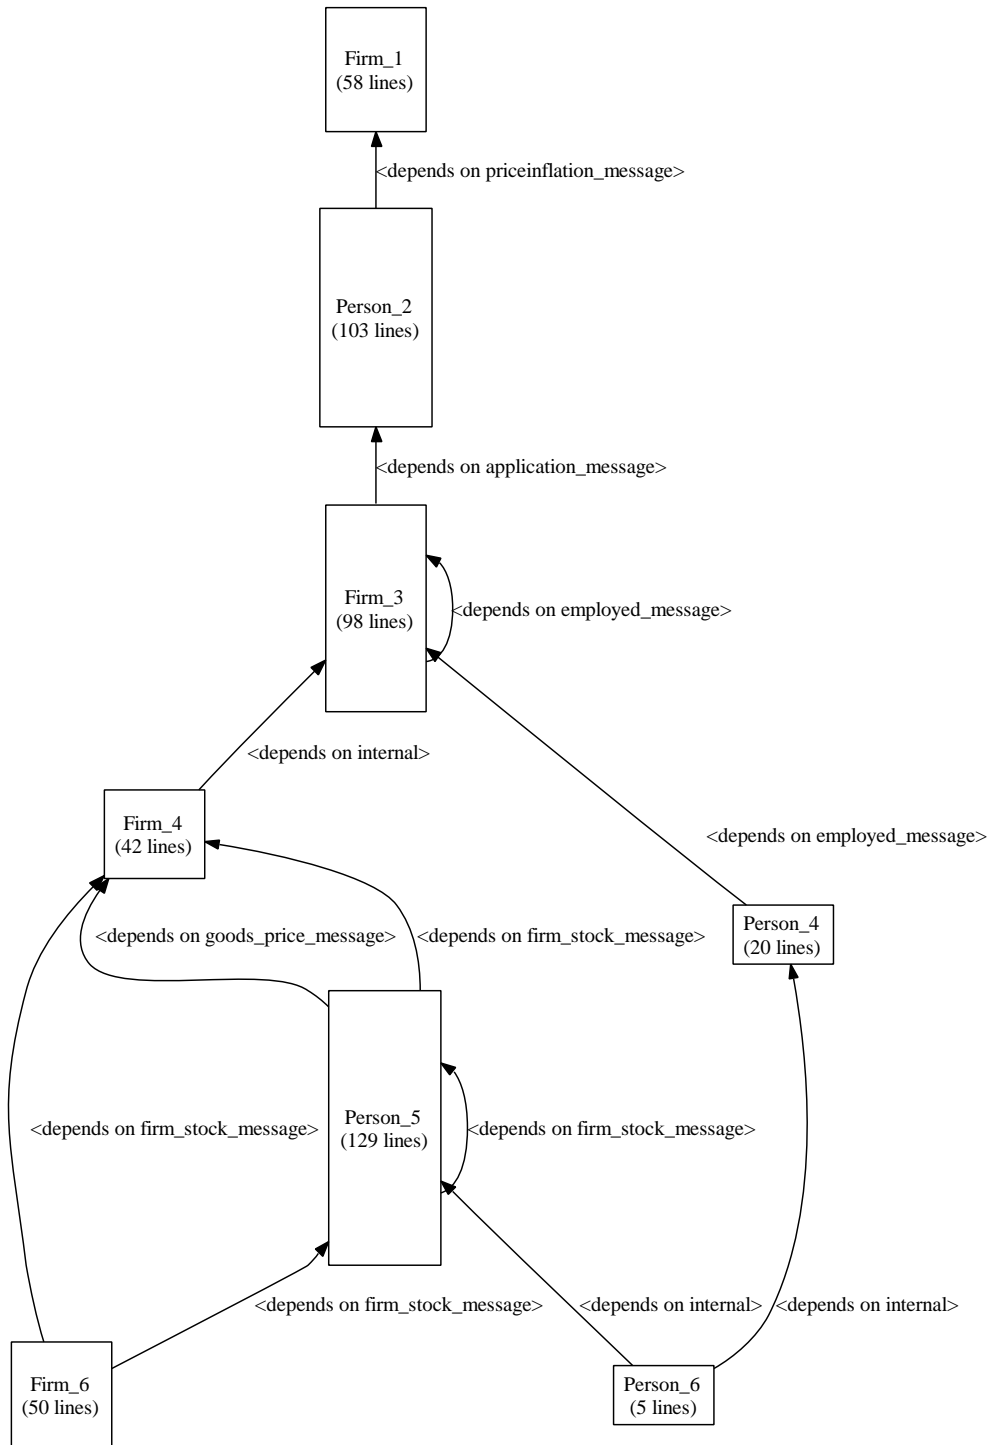 Firm_1
(58 lines)
<depends on priceinflation_message>
Person_2
(103 lines)
<depends on application_message>
Firm_3
(98 lines)
<depends on employed_message>
<depends on internal>
Firm_4
(42 lines)
<depends on employed_message>
Person_4
(20 lines)
<depends on goods_price_message>
<depends on firm_stock_message>
Person_5
(129 lines)
<depends on firm_stock_message>
<depends on firm_stock_message>
<depends on firm_stock_message>
<depends on internal>
<depends on internal>
Firm_6
(50 lines)
Person_6
(5 lines)